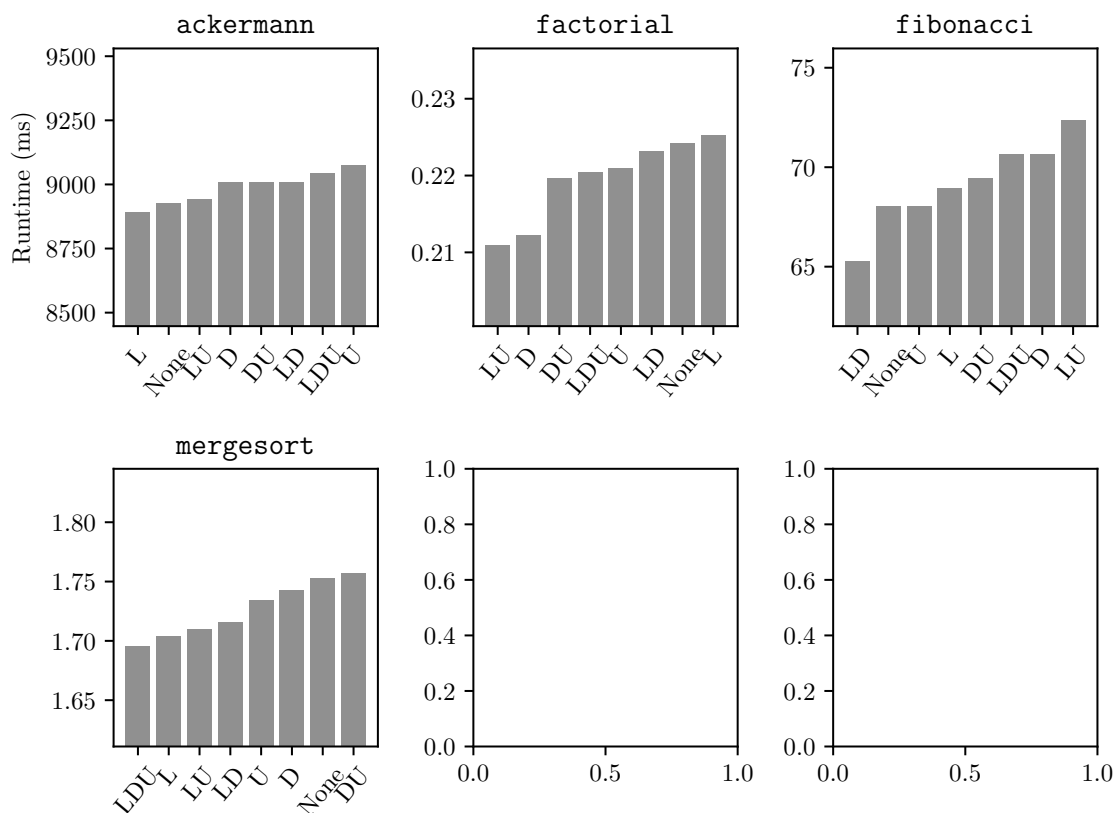 ackermann
factorial
fibonacci
Runtime (ms)
9500
9250
9000
8750
8500
L
None
LU
D
DU
LD
LDU
U
0.23
0.22
0.21
LU
D
DU
LDU
U
LD
None
L
75
70
65
LD
None
U
L
DU
LDU
D
LU
mergesort
1.80
1.75
1.70
1.65
LDU
L
LU
LD
U
D
None
DU
1.0
0.8
0.6
0.4
0.2
0.0
0.0
0.5
1.0
1.0
0.8
0.6
0.4
0.2
0.0
0.0
0.5
1.0